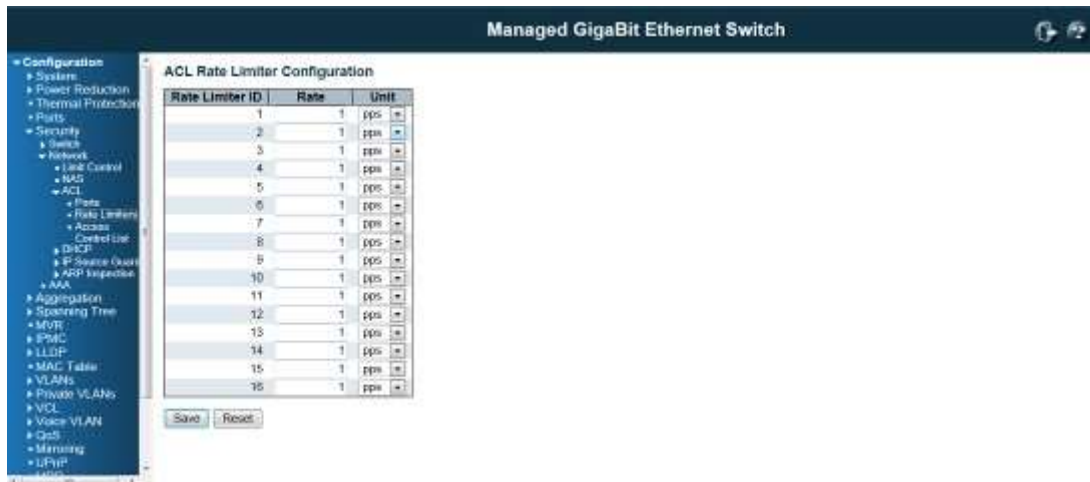 Managed GigaBit Ethernet Switch
Configuration
System
Power Reduction
Thermal Protection
Ports
Security
Switch
Network
Limit Control
NAS
ACL
Ports
Rate Limiters
Access
Control List
DHCP
IP Source Guard
ARP Inspection
AAA
Aggregation
Spanning Tree
MVR
IPMC
LLDP
MAC Table
VLANs
Private VLANs
VCL
Voice VLAN
QoS
Mirroring
UPnP
ACL Rate Limiter Configuration
Rate Limiter ID Rate Unit
1 1 pps
2 1 pps
3 1 pps
4 1 pps
5 1 pps
6 1 pps
7 1 pps
8 1 pps
9 1 pps
10 1 pps
11 1 pps
12 1 pps
13 1 pps
14 1 pps
15 1 pps
16 1 pps
Save Reset